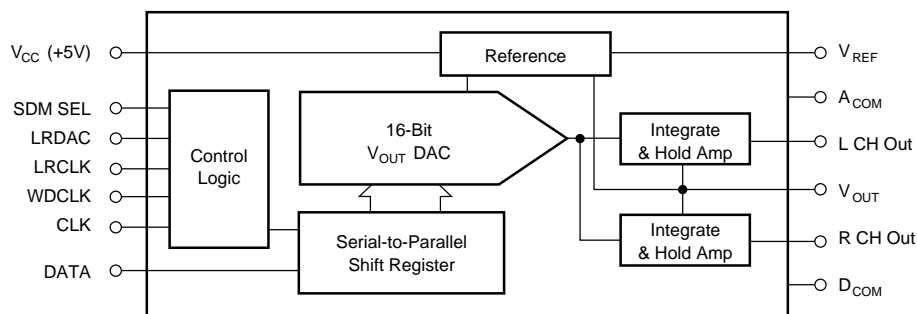 V_CC (+5V)
SDM SEL
LRDAC
LRCLK
WDCLK
CLK
DATA
Control
Logic
Reference
16-Bit
V_OUT DAC
Serial-to-Parallel
Shift Register
Integrate
& Hold Amp
Integrate
& Hold Amp
V_REF
A_COM
L CH Out
V_OUT
R CH Out
D_COM